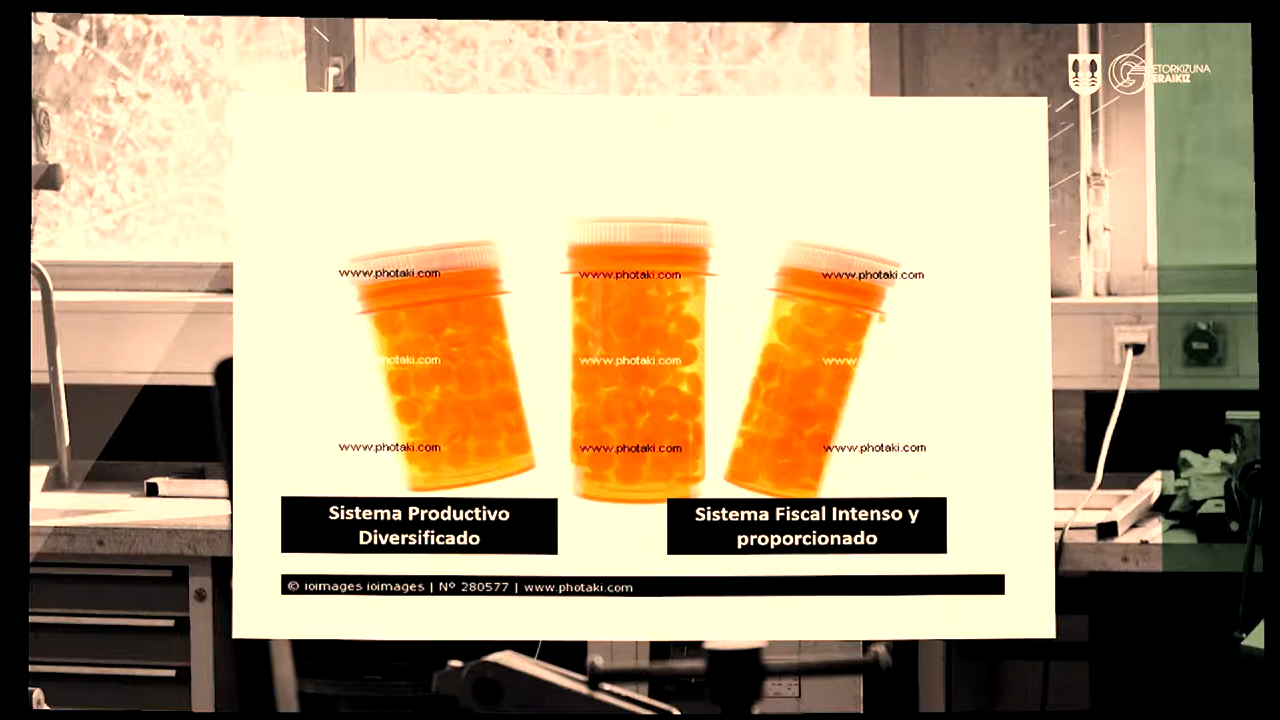 ETORKIZUNA
ERAIKIZ
www.photaki.com
www.photaki.com
www.photaki.com
hotaki.com
www.photaki.com
www.
www.photaki.com
www.photaki.com
www.photaki.com
Sistema Productivo
Diversificado
Sistema Fiscal Intenso y
proporcionado
© ioimages ioimages | Nº 280577 | www.photaki.com